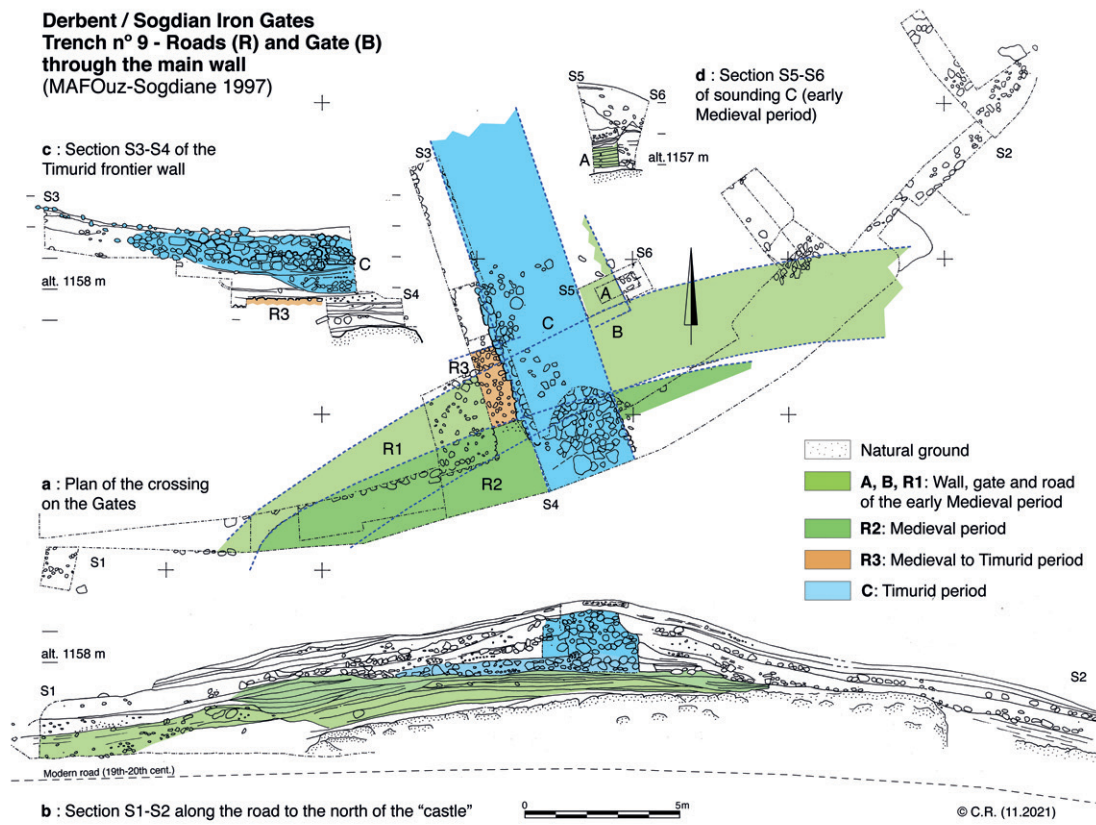 Derbent / Sogdian Iron Gates
Trench nº 9 - Roads (R) and Gate (B)
through the main wall
(MAFOuz-Sogdiane 1997)
c : Section S3-S4 of the
Timurid frontier wall
S3
alt. 1158 m
C
S4
R3
d : Section S5-S6
of sounding C (early
Medieval period)
S5
S6
A
alt.1157 m
S3
S2
S6
S5
A
C
B
R3
R1
R2
S4
a : Plan of the crossing
on the Gates
S1
Natural ground
A, B, R1: Wall, gate and road
of the early Medieval period
R2: Medieval period
R3: Medieval to Timurid period
C: Timurid period
alt. 1158 m
S1
S2
Modern road (19th-20th cent.)
b : Section S1-S2 along the road to the north of the “castle”
0
5m
© C.R. (11.2021)